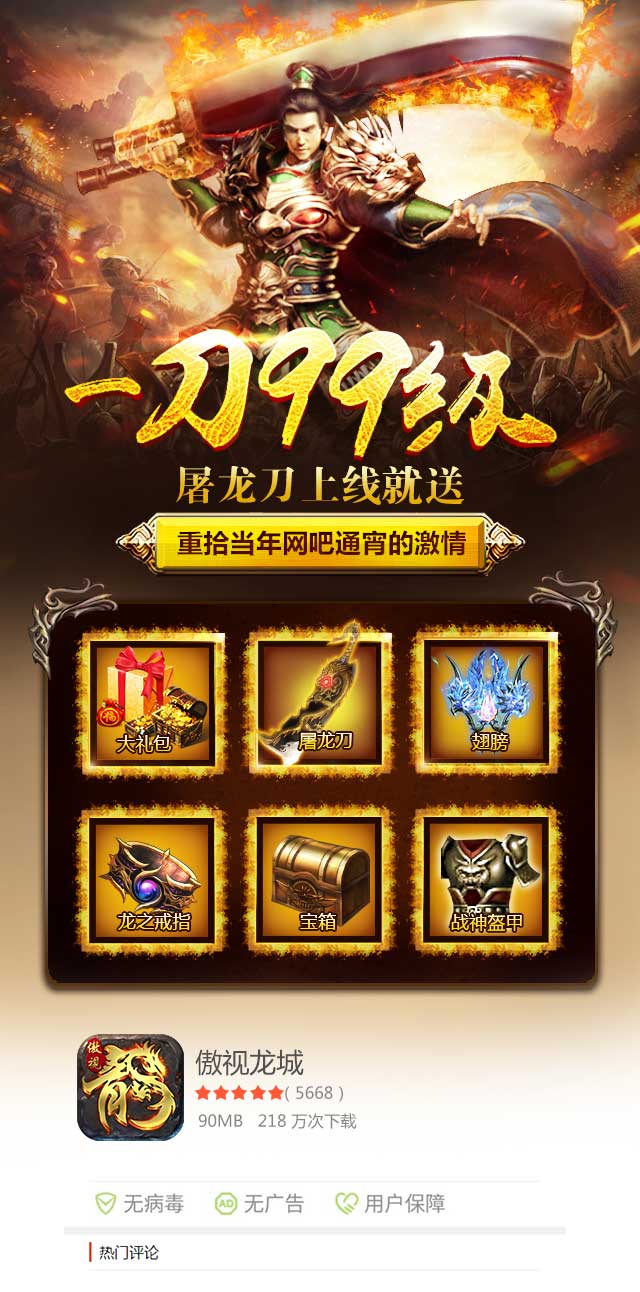 一刀99级
屠龙刀上线就送
重拾当年网吧通宵的激情
大礼包
屠龙刀
翅膀
龙之戒指
宝箱
战神盔甲
福
傲视
龍
傲视龙城
( 5668 )
90MB 218 万次下载
无病毒
AD 无广告
用户保障
热门评论